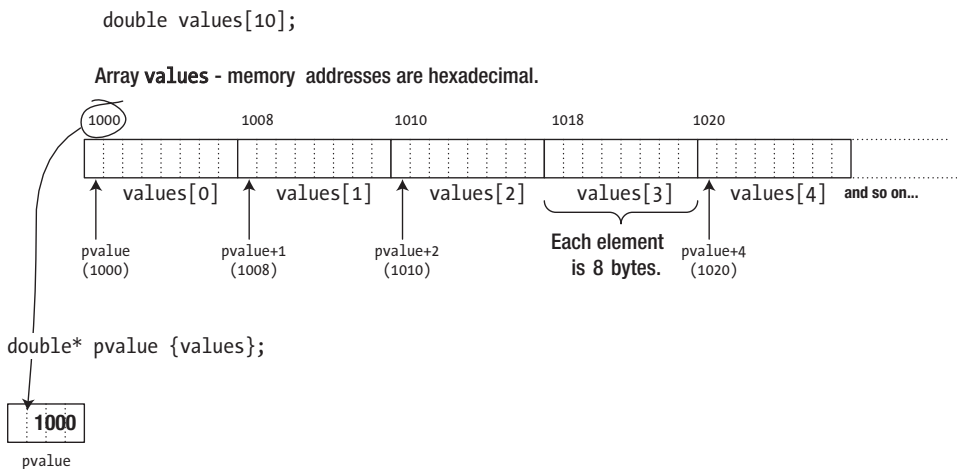 double values[10];
Array values - memory addresses are hexadecimal.
1000 1008 1010 1018 1020
values[0] values[1] values[2] values[3] values[4] and so on...
pvalue
(1000)
pvalue+1
(1008)
pvalue+2
(1010)
Each element
is 8 bytes.
pvalue+4
(1020)
double* pvalue {values};
1000
pvalue